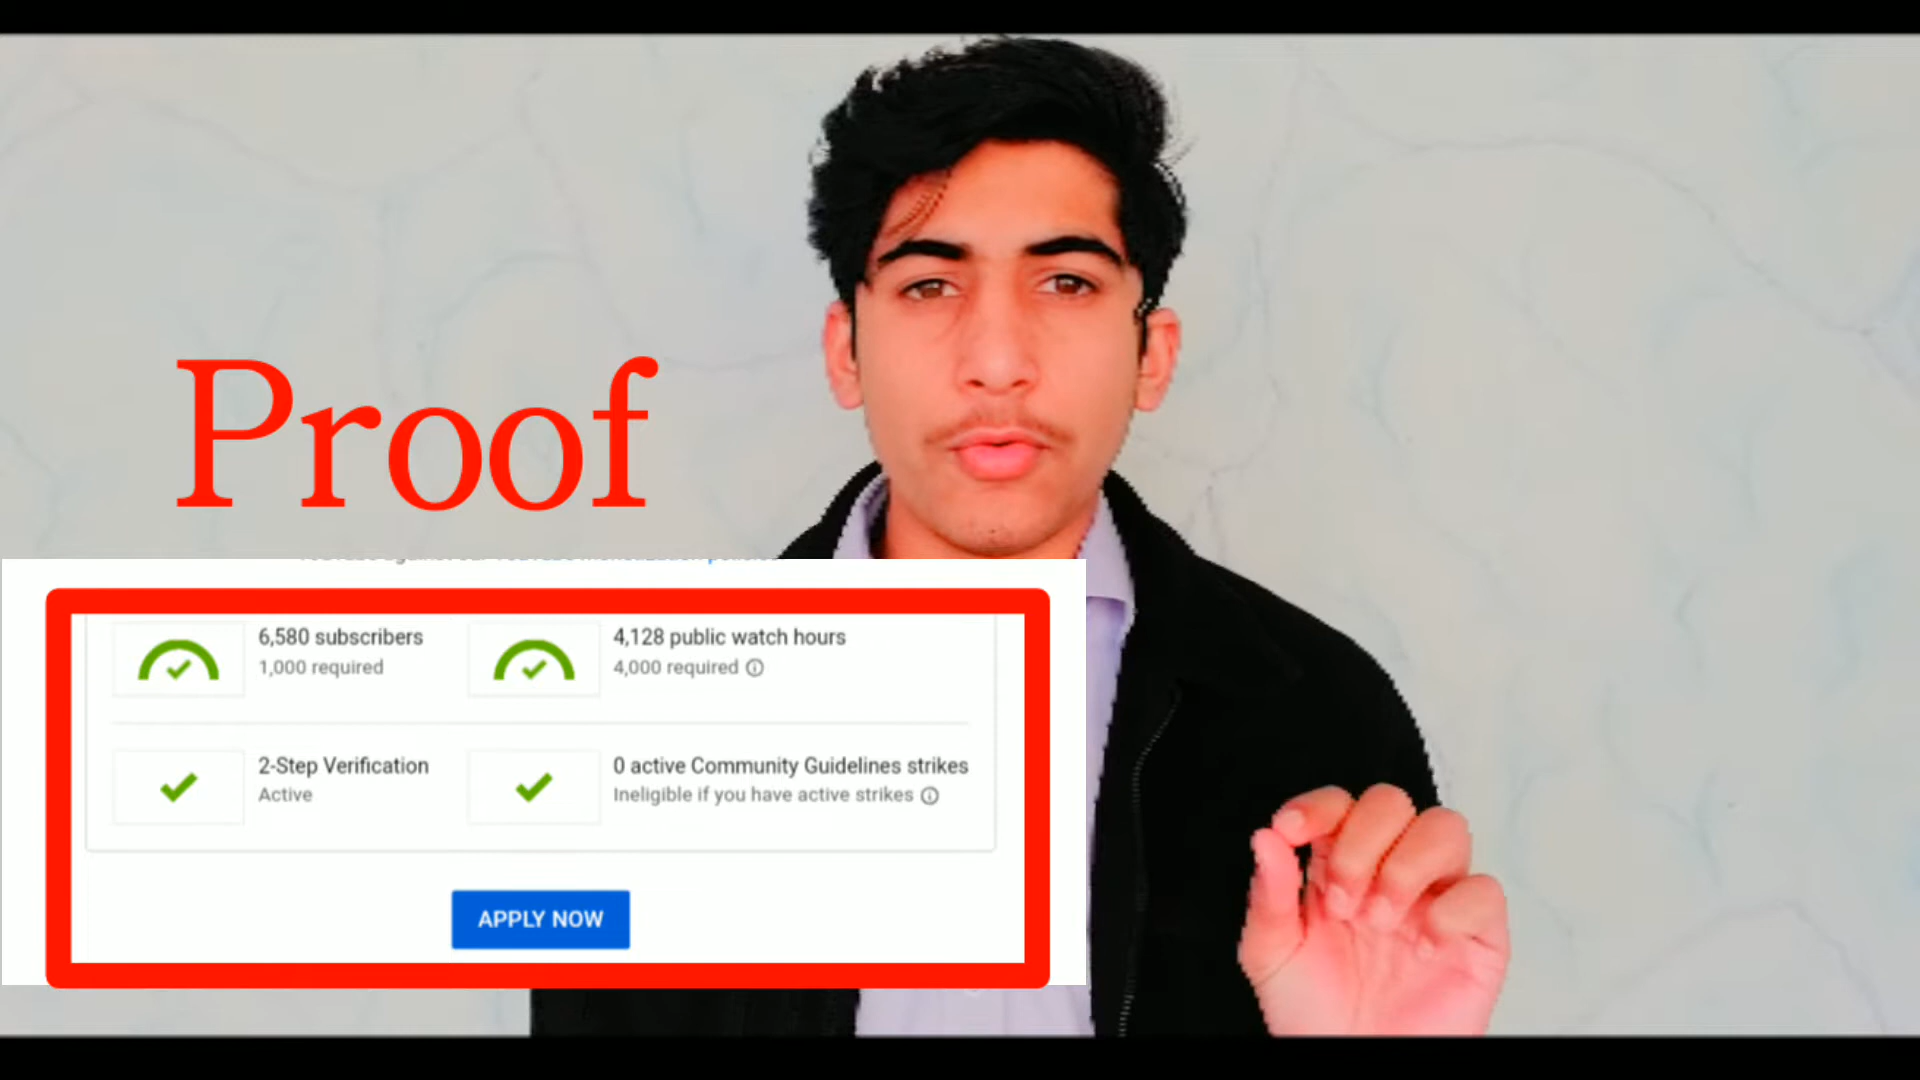 Proof
6,580 subscribers
1,000 required
4,128 public watch hours
4,000 required
2-Step Verification
Active
0 active Community Guidelines strikes
Ineligible if you have active strikes
APPLY NOW